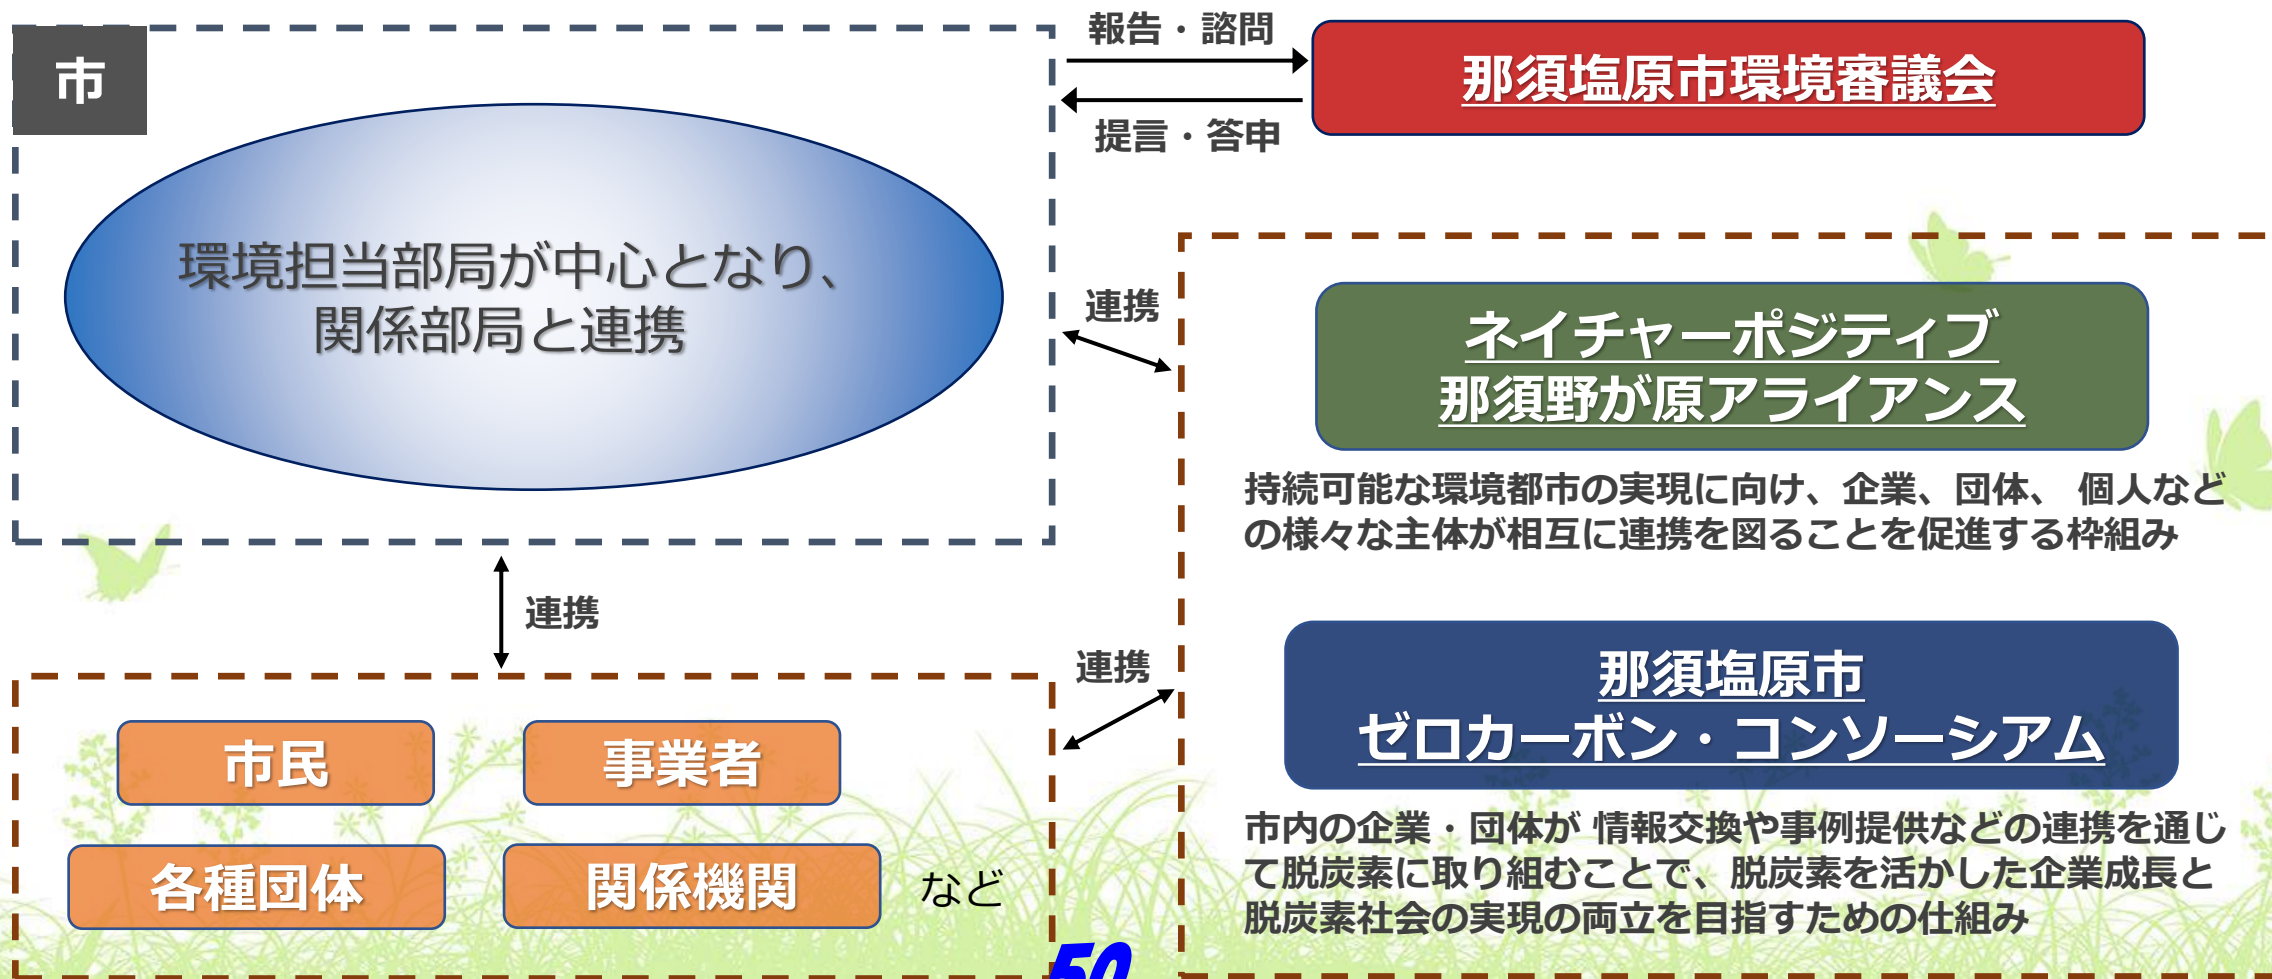 市
環境担当部局が中心となり、
関係部局と連携
報告・諮問
提言・答申
那須塩原市環境審議会
連携
ネイチャーポジティブ
那須野が原アライアンス
持続可能な環境都市の実現に向け、企業、団体、 個人など
の様々な主体が相互に連携を図ることを促進する枠組み
連携
連携
那須塩原市
ゼロカーボン・コンソーシアム
市内の企業・団体が 情報交換や事例提供などの連携を通じ
て脱炭素に取り組むことで、脱炭素を活かした企業成長と
脱炭素社会の実現の両立を目指すための仕組み
市民
事業者
各種団体
関係機関
など
50